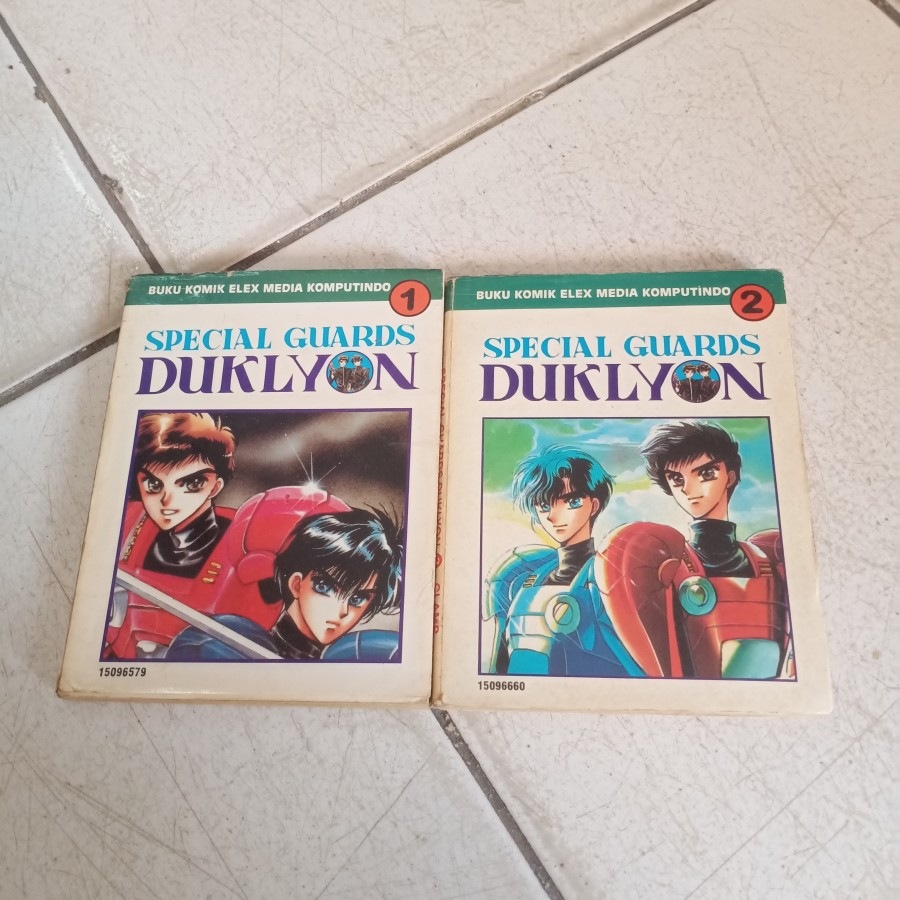 BUKU KOMIK ELEX MEDIA KOMPUTINDO 1
SPECIAL GUARDS
DUKLYON
15096579
BUKU KOMIK ELEX MEDIA KOMPUTINDO 2
SPECIAL GUARDS
DUKLYON
15096660